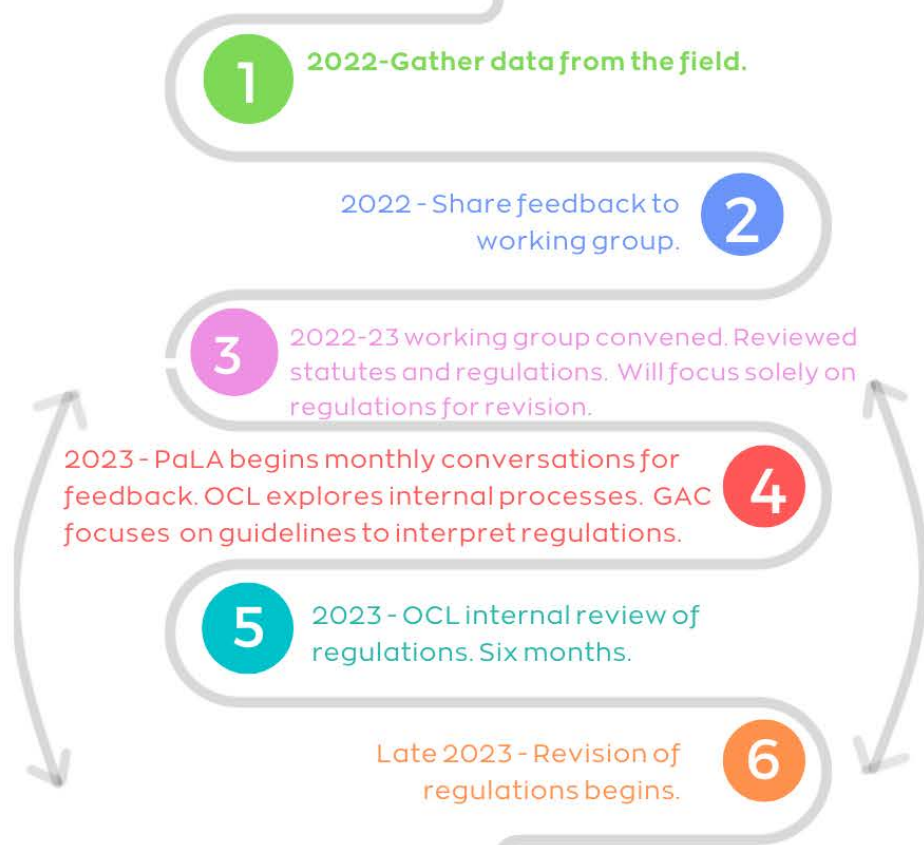 1
2022-Gather data from the field.
2022 - Share feedback to
working group.
2
3
2022-23 working group convened. Reviewed
statutes and regulations. Will focus solely on
regulations for revision.
2023 - PaLA begins monthly conversations for
feedback. OCL explores internal processes. GAC
focuses on guidelines to interpret regulations.
4
5
2023 - OCL internal review of
regulations. Six months.
Late 2023 - Revision of
regulations begins.
6